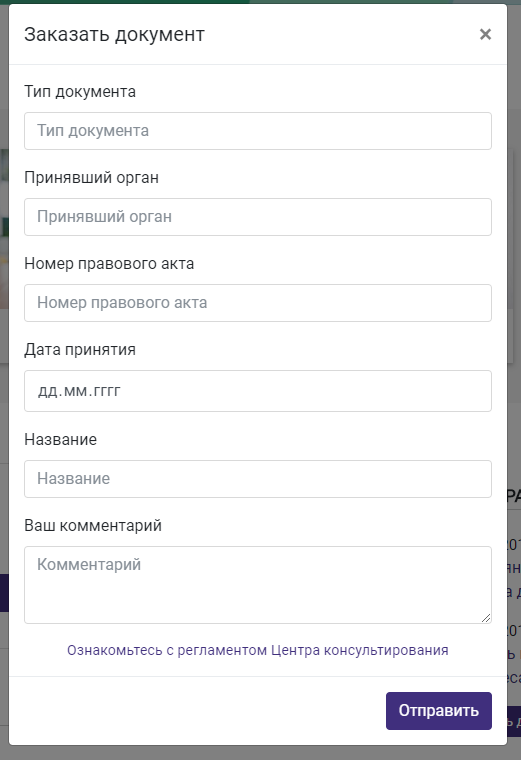 Заказать документ
×
Тип документа
Тип документа
Принявший орган
Принявший орган
Номер правового акта
Номер правового акта
Дата принятия
дд.мм.гггг
Название
Название
Ваш комментарий
Комментарий
Ознакомьтесь с регламентом Центра консультирования
Отправить